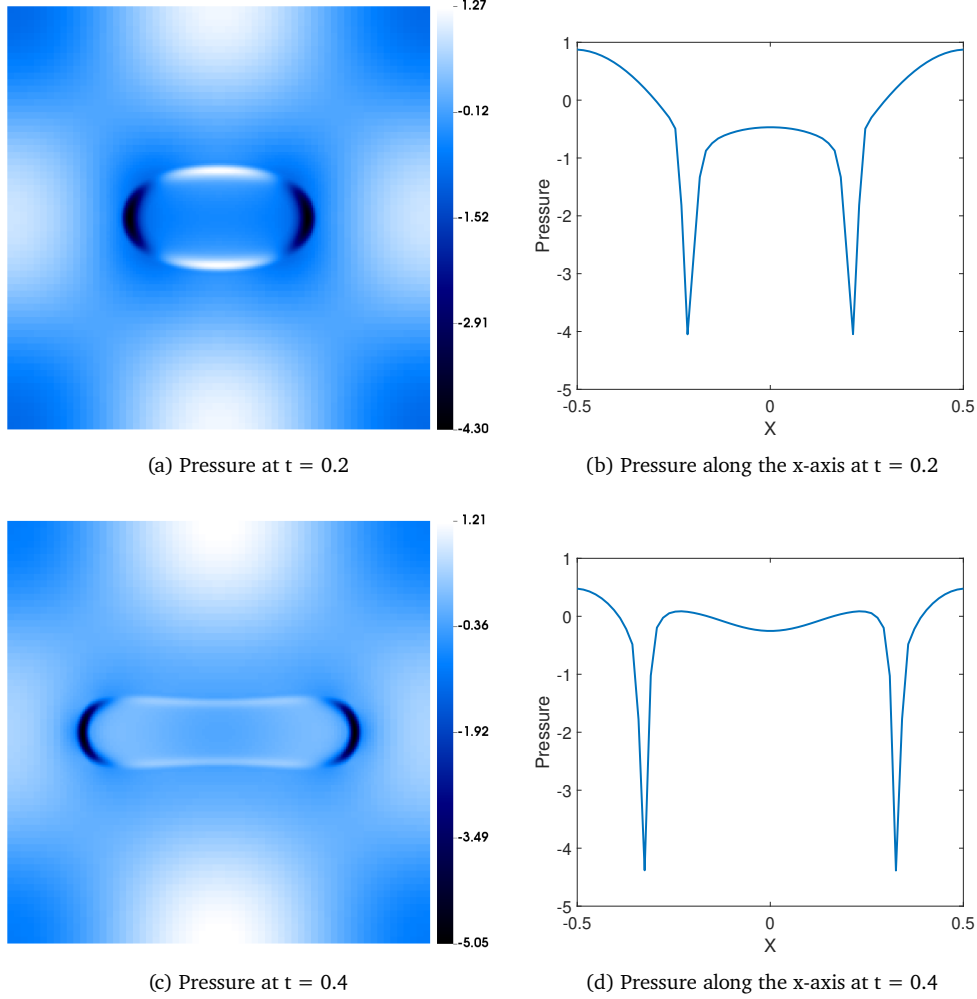 1.27
-0.12
-1.52
-2.91
-4.30
(a) Pressure at t = 0.2
1
0
-1
-2
-3
-4
-5
Pressure
-0.5 0 0.5
X
(b) Pressure along the x-axis at t = 0.2
1.21
-0.36
-1.92
-3.49
-5.05
(c) Pressure at t = 0.4
1
0
-1
-2
-3
-4
-5
Pressure
-0.5 0 0.5
X
(d) Pressure along the x-axis at t = 0.4